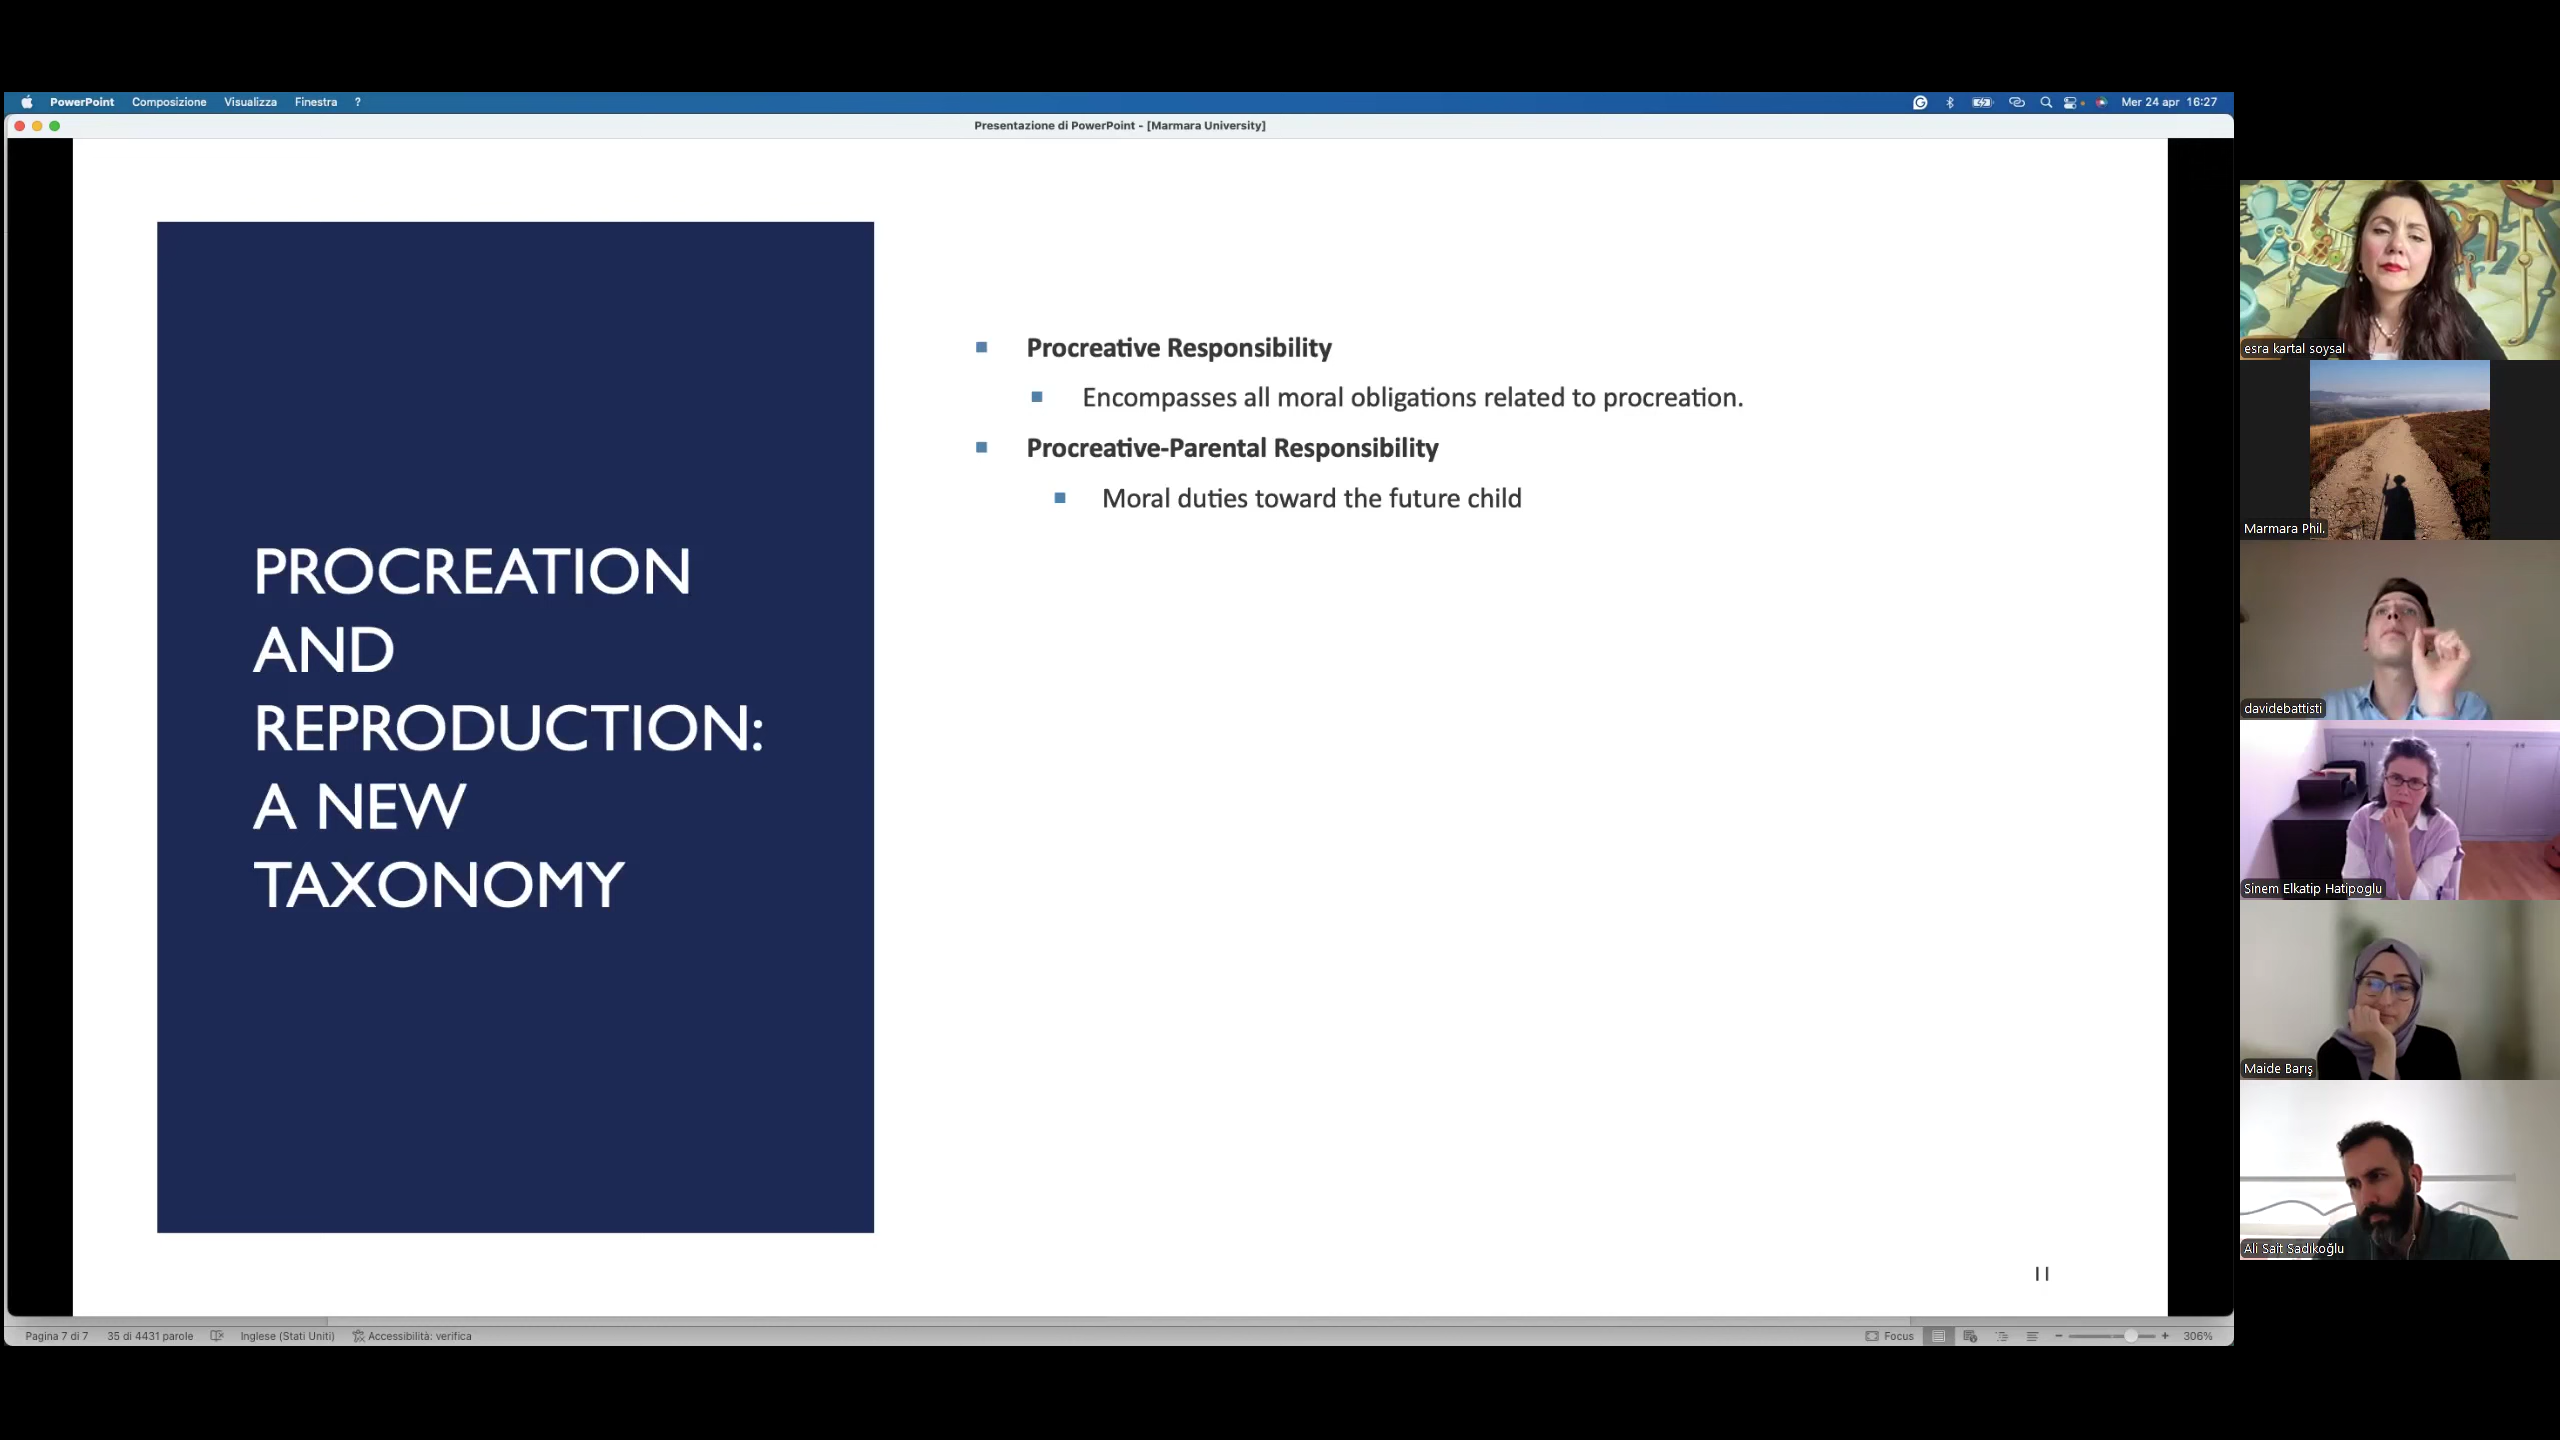 PowerPoint Composizione Visualizza Finestra ? Mer 24 apr 16:27
Presentazione di PowerPoint - [Marmara University]
PROCREATION
AND
REPRODUCTION:
A NEW
TAXONOMY
Procreative Responsibility
Encompasses all moral obligations related to procreation.
Procreative-Parental Responsibility
Moral duties toward the future child
11
Pagina 7 di 7 35 di 4431 parole Inglese (Stati Uniti) Accessibilità: verifica Focus 306%
esra kartal soysal
Marmara Phil.
davidebattisti
Sinem Elkatip Hatipoglu
Maide Barış
Ali Sait Sadıkoğlu